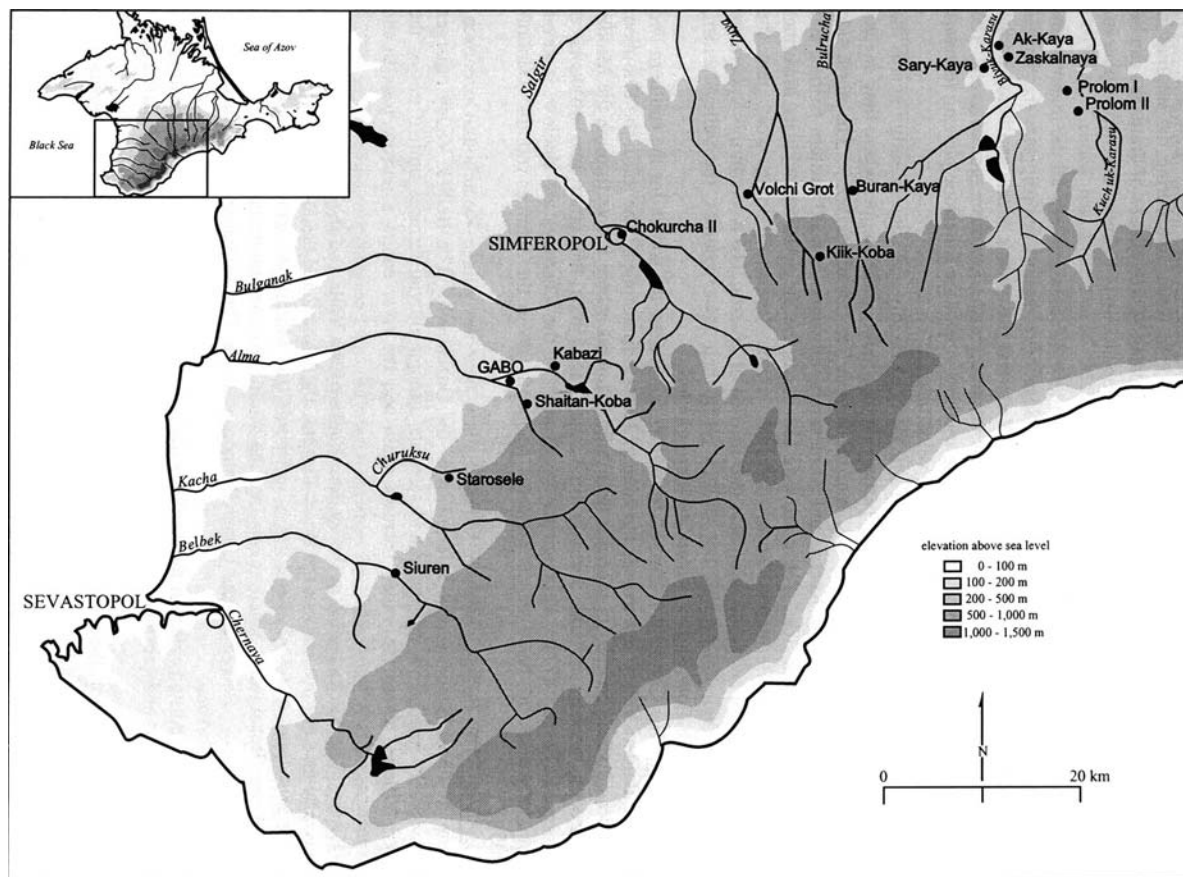 Sea of Azov
Black Sea
Salgir
Zuya
Bulrucha
Biyuk-Karasu
Ak-Kaya
Zaskalnaya
Sary-Kaya
Prolom I
Prolom II
Kuchuk-Karasu
Volchi Grot
Buran-Kaya
Chokurcha II
SIMFEROPOL
Kiik-Koba
Bulganak
Alma
GABO
Kabazi
Shaitan-Koba
Churuksu
Starosele
Kacha
Belbek
Siuren
SEVASTOPOL
Chernaya
elevation above sea level
0 - 100 m
100 - 200 m
200 - 500 m
500 - 1,000 m
1,000 - 1,500 m
N
0 20 km